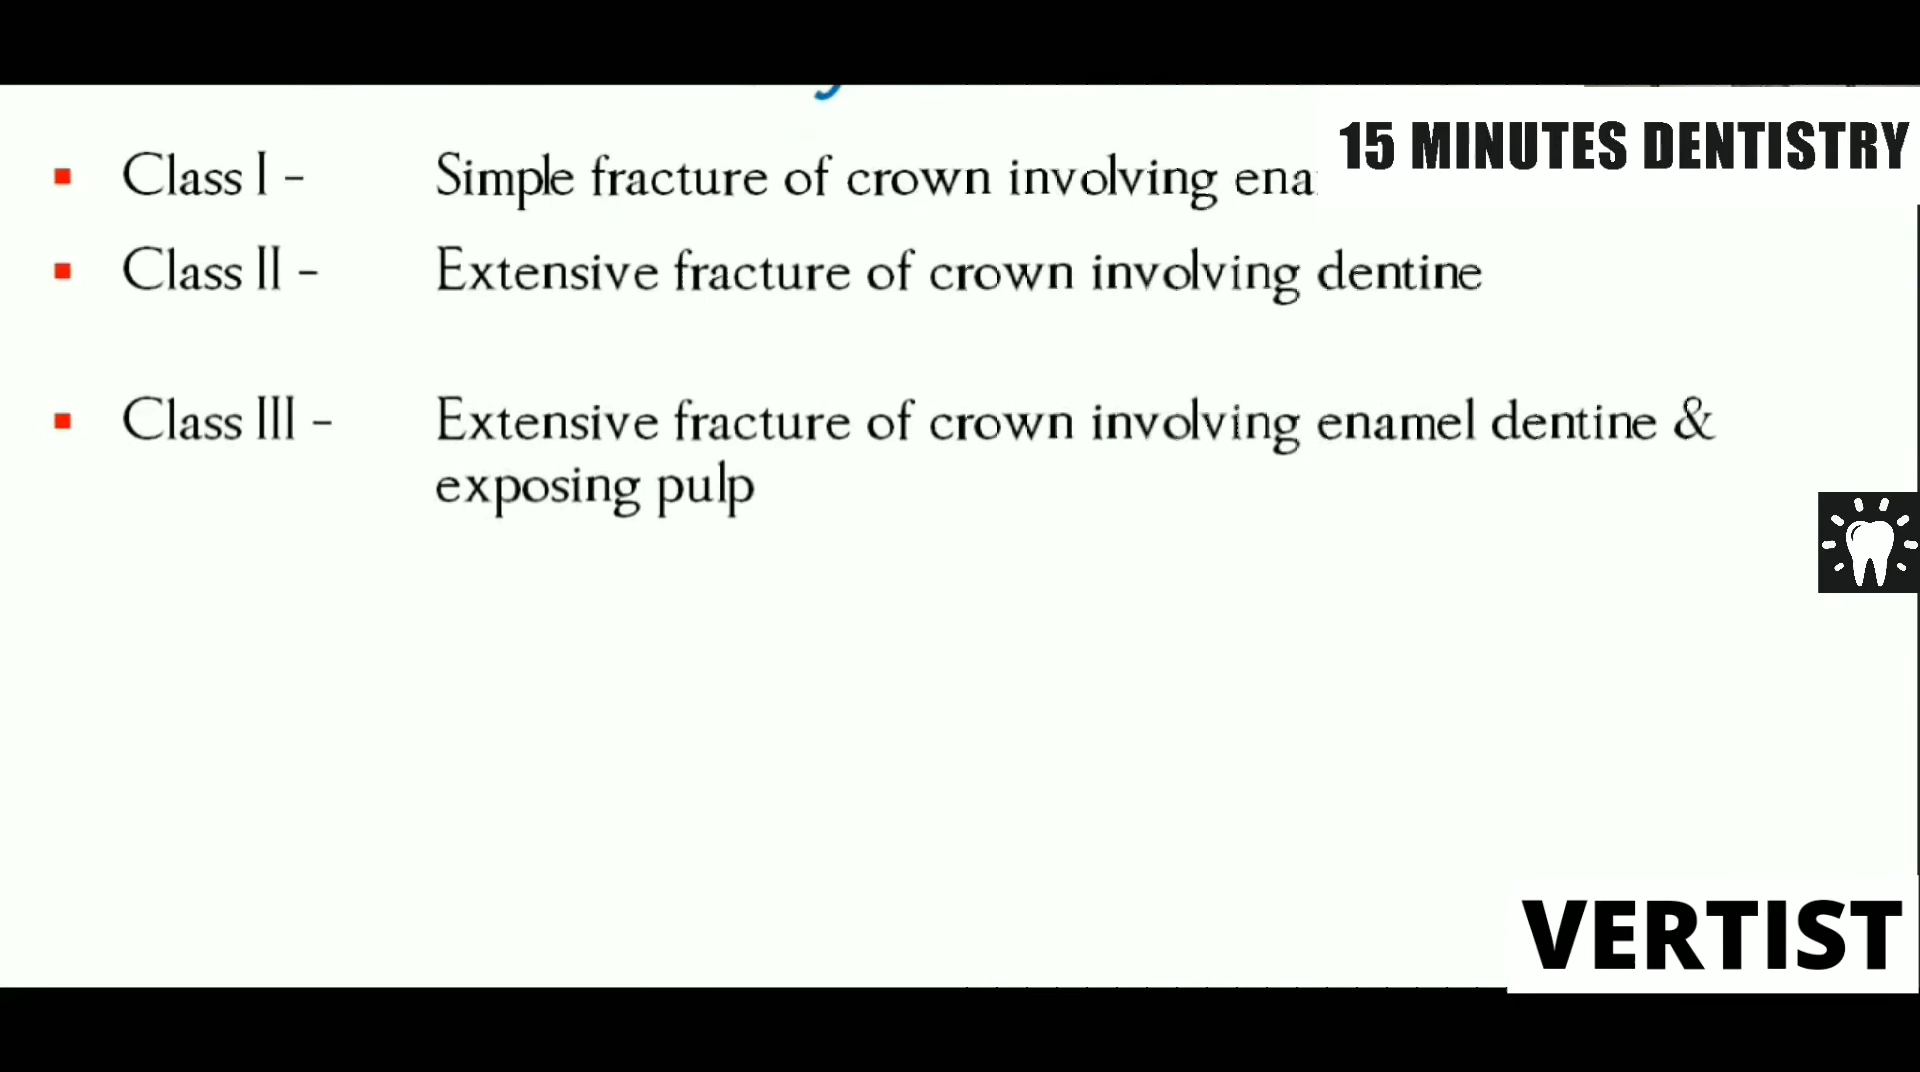 15 MINUTES DENTISTRY
▪ Class I – Simple fracture of crown involving ena
▪ Class II – Extensive fracture of crown involving dentine
▪ Class III – Extensive fracture of crown involving enamel dentine &
exposing pulp
VERTIST